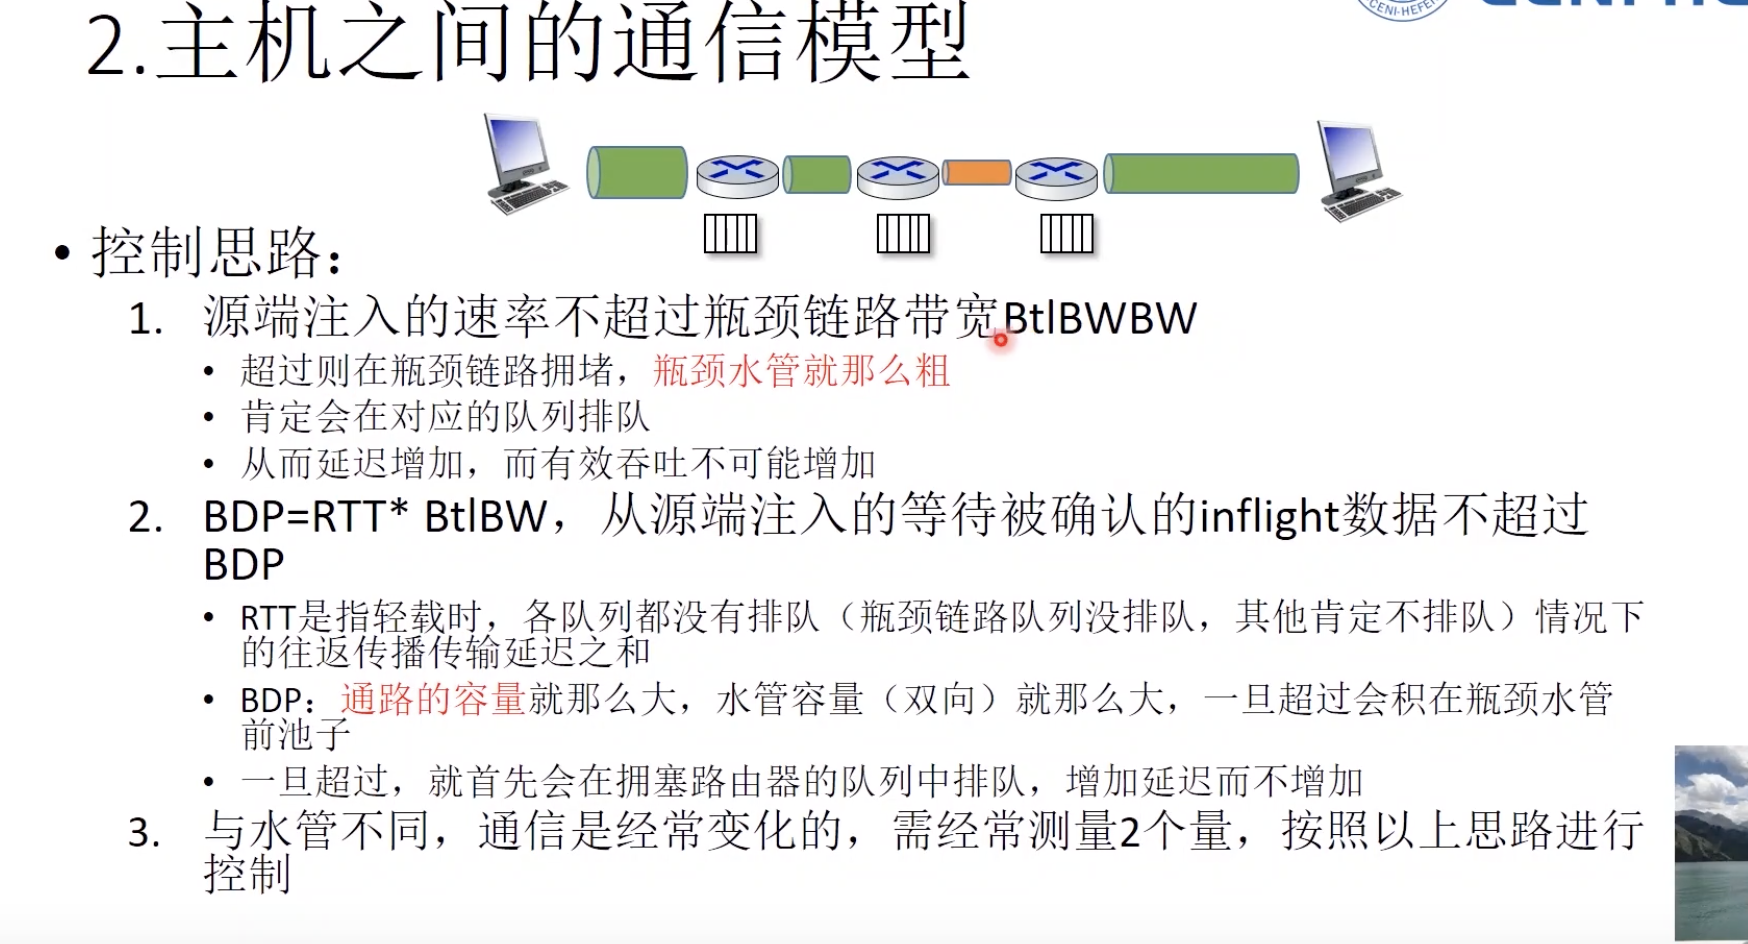 2.主机之间的通信模型
• 控制思路：
1. 源端注入的速率不超过瓶颈链路带宽BtlBWBW
• 超过则在瓶颈链路拥堵，瓶颈水管就那么粗
• 肯定会在对应的队列排队
• 从而延迟增加，而有效吞吐不可能增加
2. BDP=RTT* BtlBW，从源端注入的等待被确认的inflight数据不超过
BDP
• RTT是指轻载时，各队列都没有排队（瓶颈链路队列没排队，其他肯定不排队）情况下
的往返传播传输延迟之和
• BDP：通路的容量就那么大，水管容量（双向）就那么大，一旦超过会积在瓶颈水管
前池子
• 一旦超过，就首先会在拥塞路由器的队列中排队，增加延迟而不增加
3. 与水管不同，通信是经常变化的，需经常测量2个量，按照以上思路进行
控制